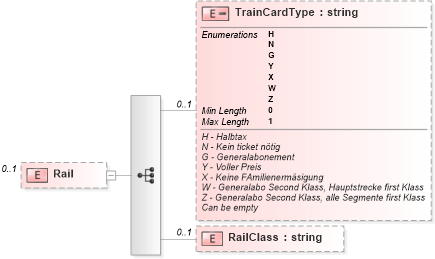 E TrainCardType : string
0..1
Enumerations H
N
G
Y
X
W
Z
Min Length 0
Max Length 1
H - Halbtax
N - Kein ticket nötig
G - Generalabonement
Y - Voller Preis
X - Keine FAmilienermäsigung
W - Generalabo Second Klass, Hauptstrecke first Klass
Z - Generalabo Second Klass, alle Segmente first Klass
Can be empty
0..1
E Rail
0..1
E RailClass : string